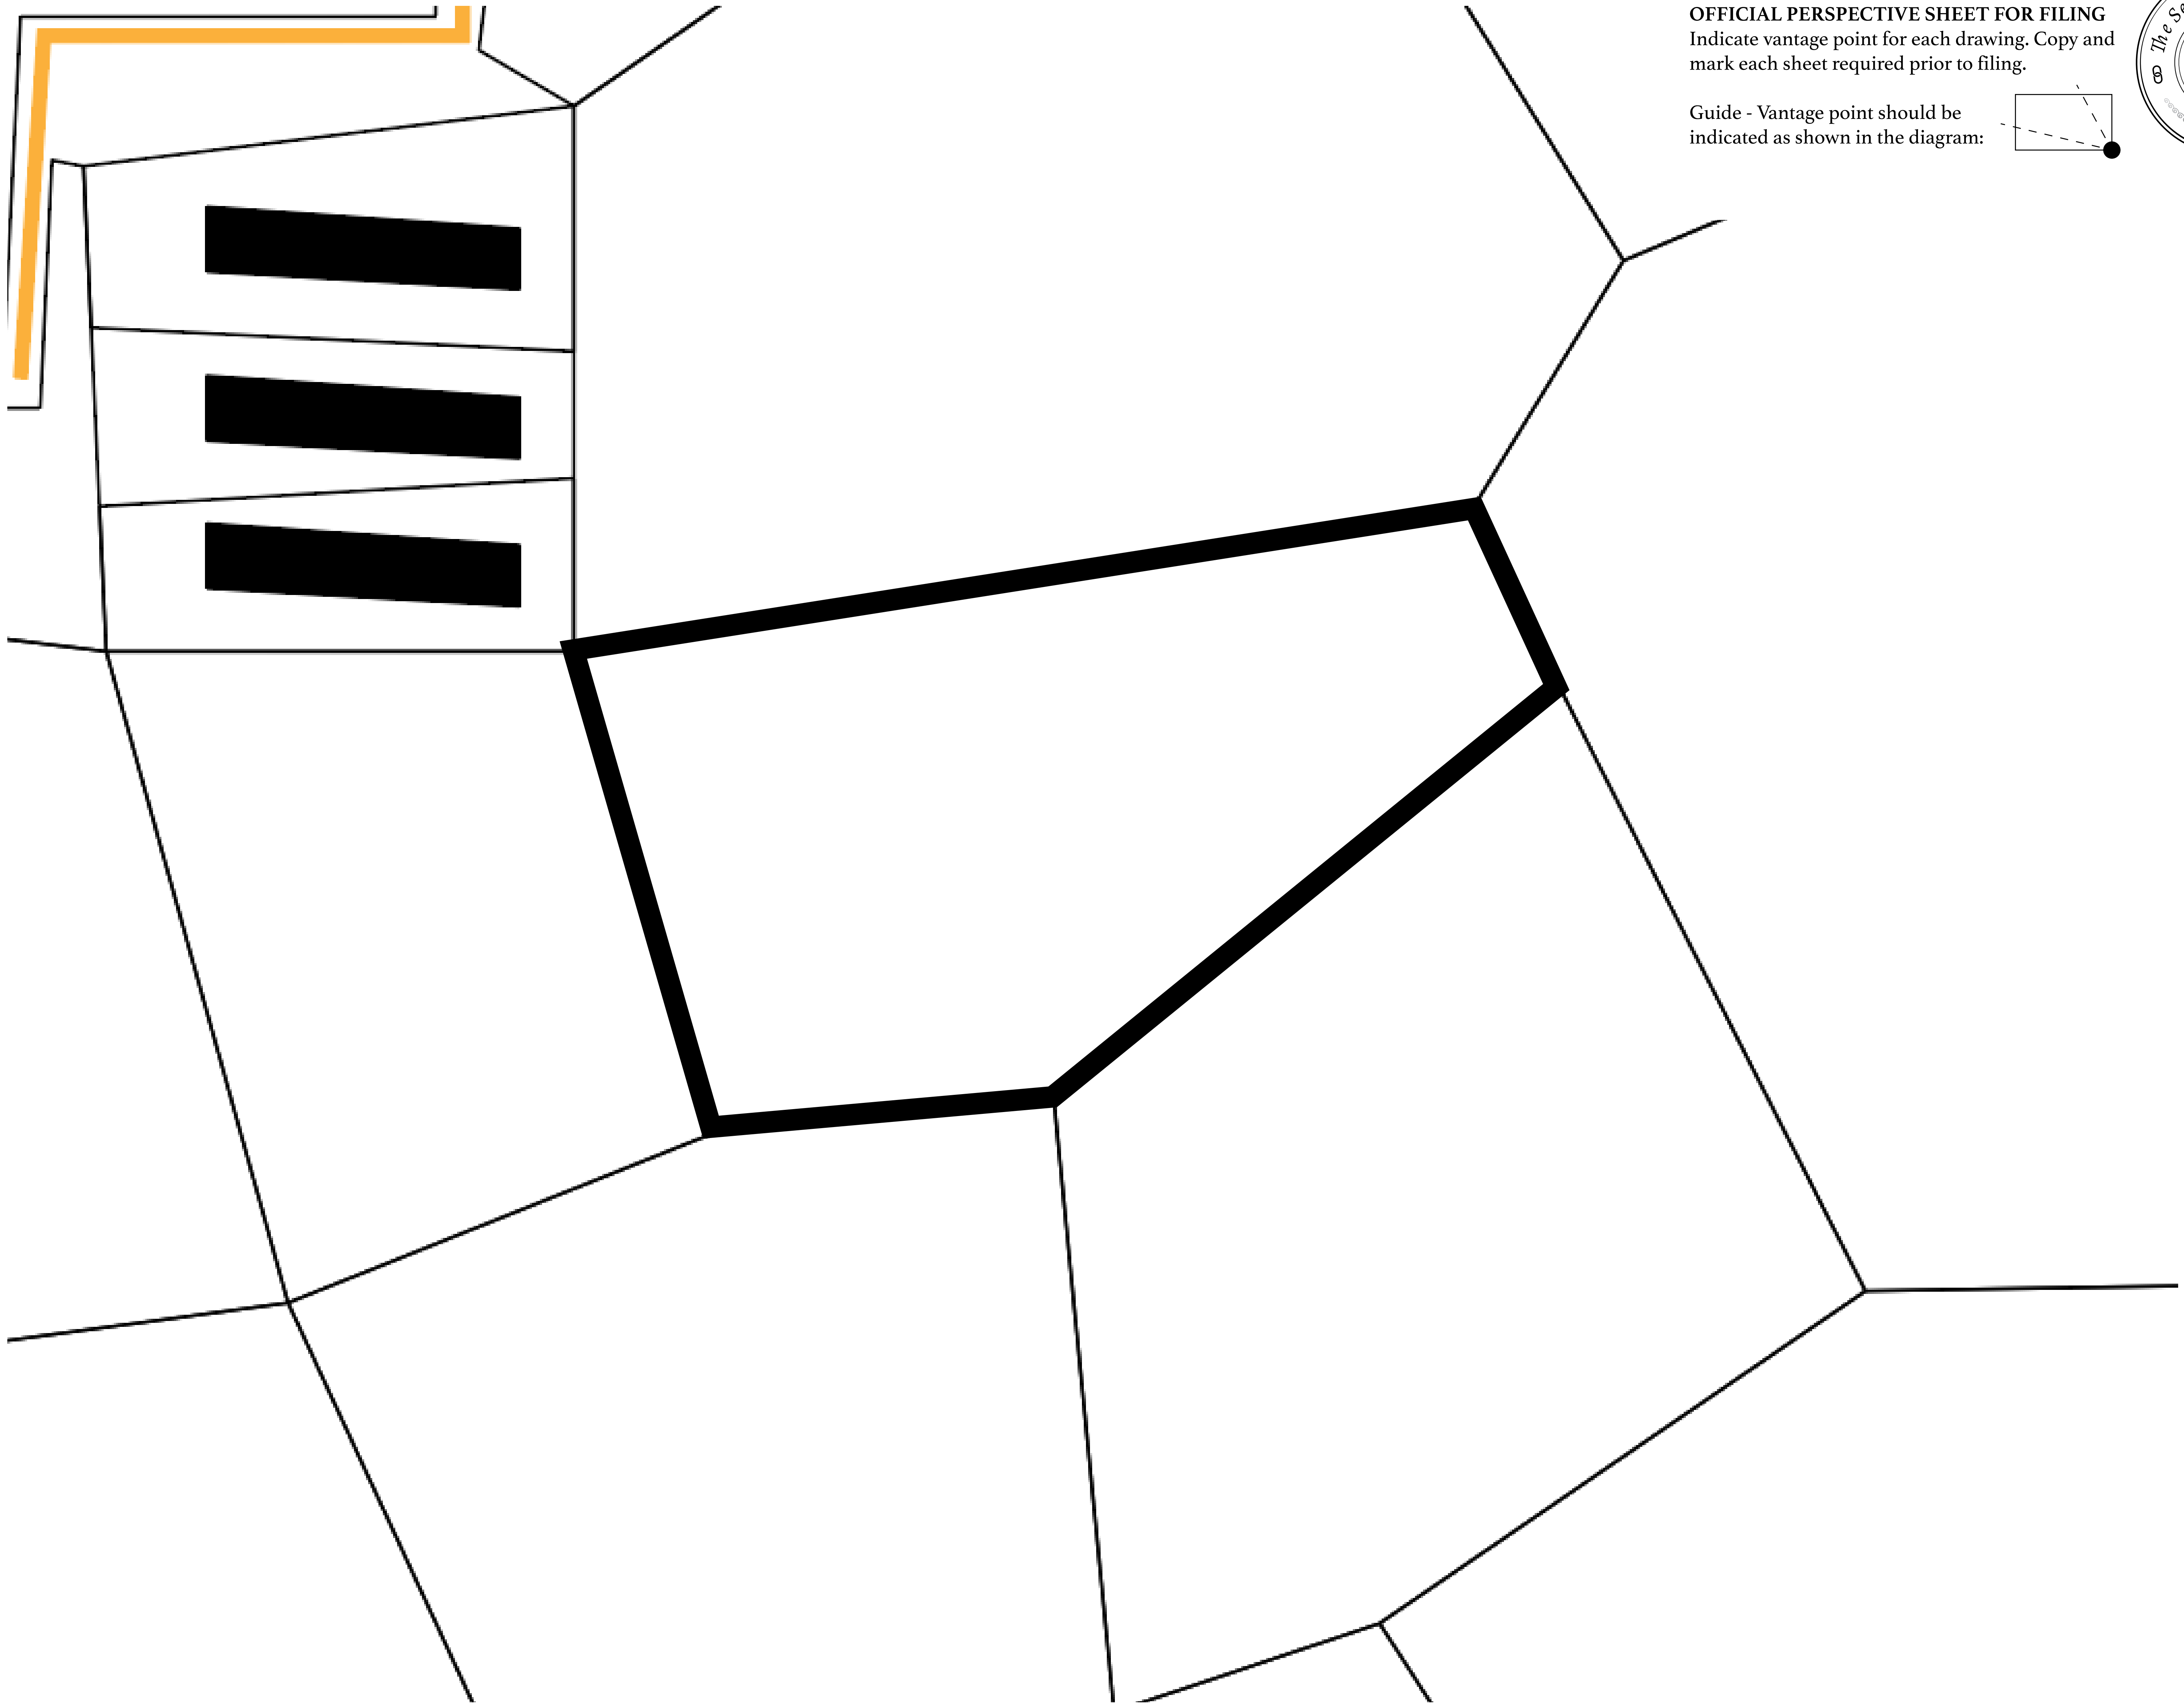 OFFICIAL PERSPECTIVE SHEET FOR FILING
Indicate vantage point for each drawing. Copy and
mark each sheet required prior to filing.
Guide - Vantage point should be
indicated as shown in the diagram:
The